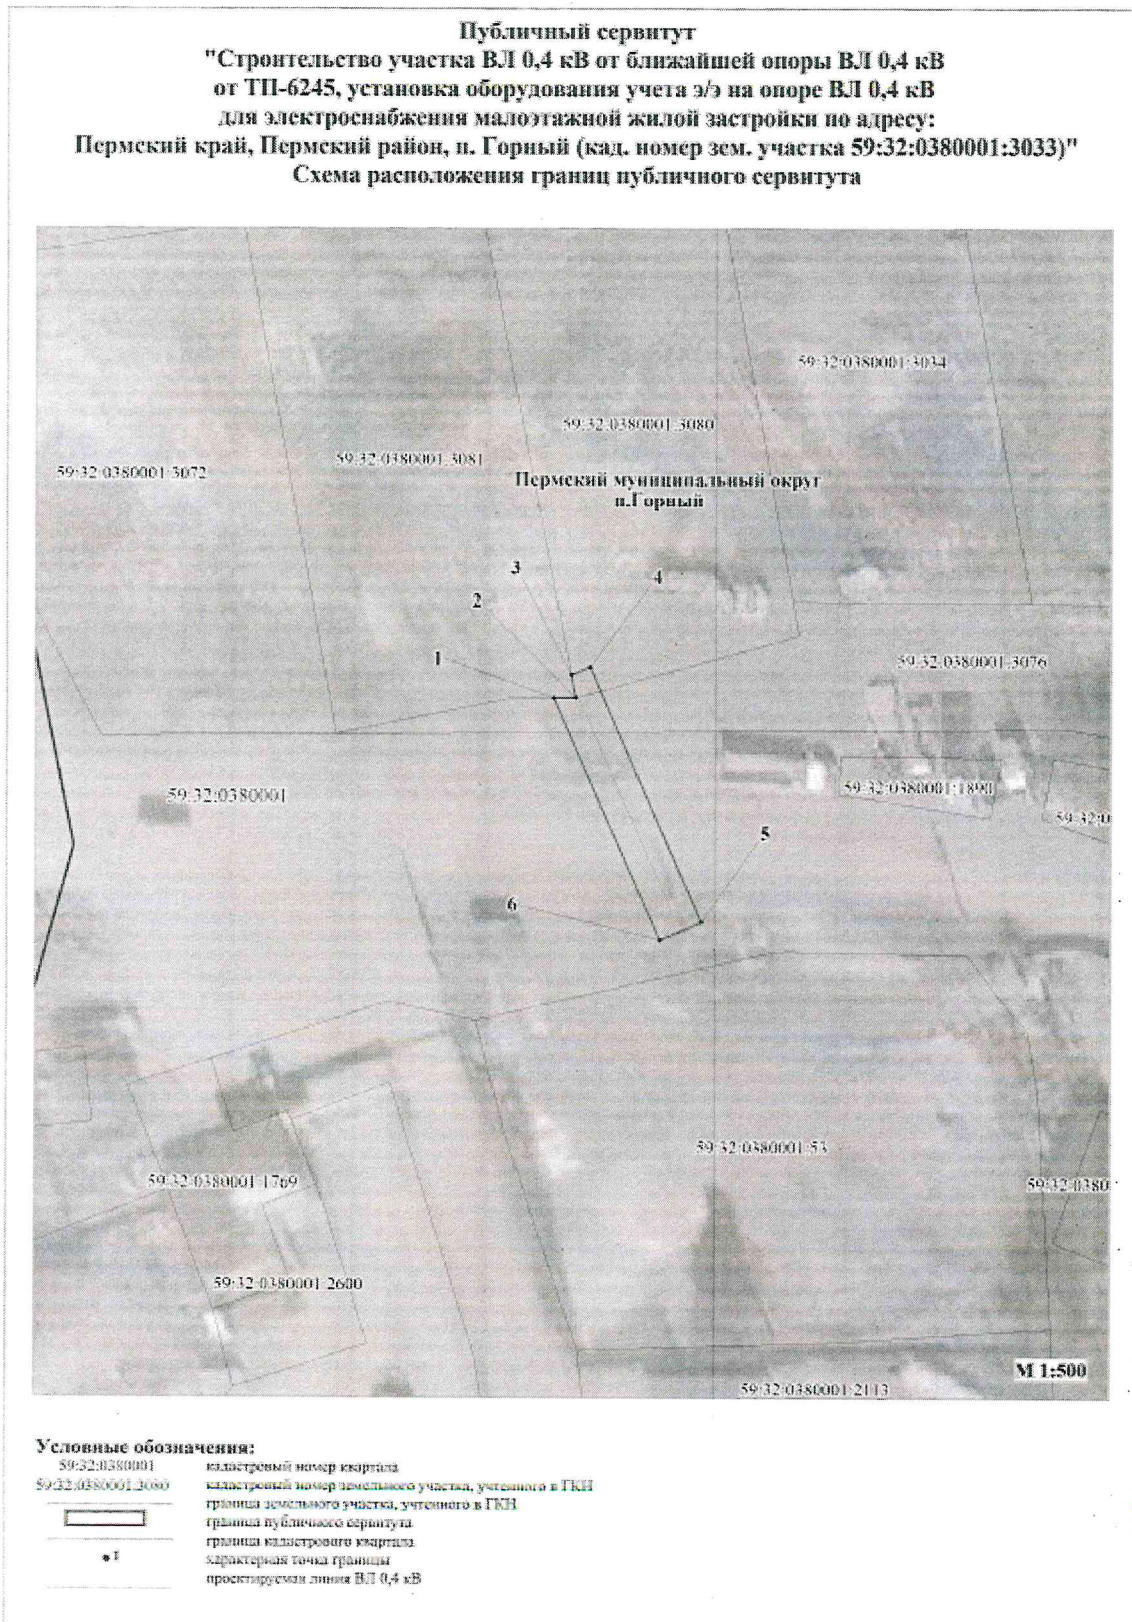 Публичный сервитут
"Строительство участка ВЛ 0,4 кВ от ближайшей опоры ВЛ 0,4 кВ
от ТП-6245, установка оборудования учета э/э на опоре ВЛ 0,4 кВ
для электроснабжения малоэтажной жилой застройки по адресу:
Пермский край, Пермский район, п. Горный (кад. номер зем. участка 59:32:0380001:3033)"
Схема расположения границ публичного сервитута
59:32:0380001:3034
59:32:0380001:3080
59:32:0380001:3081
59:32:0380001:3072
Пермский муниципальный округ
п.Горный
3
4
2
1
59:32:0380001:3076
59:32:0380001:1890
59:32:0380001
59:32:0
5
6
59:32:0380001:53
59:32:0380001:1769
59:32:0380
59:32:0380001:2600
М 1:500
59:32:0380001:2113
Условные обозначения:
59:32:0380001 кадастровый номер квартала
59:32:0380001:3080 кадастровый номер земельного участка, учтенного в ГКН
граница земельного участка, учтенного в ГКН
граница публичного сервитута
граница кадастрового квартала
1 характерная точка границы
проектируемая линия ВЛ 0,4 кВ